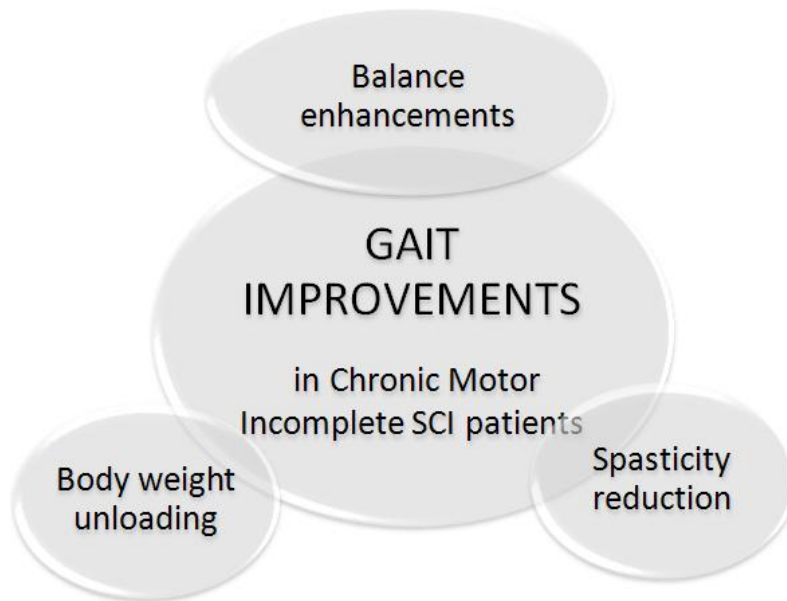 Balance
enhancements
GAIT
IMPROVEMENTS
in Chronic Motor
Incomplete SCI patients
Body weight
unloading
Spasticity
reduction